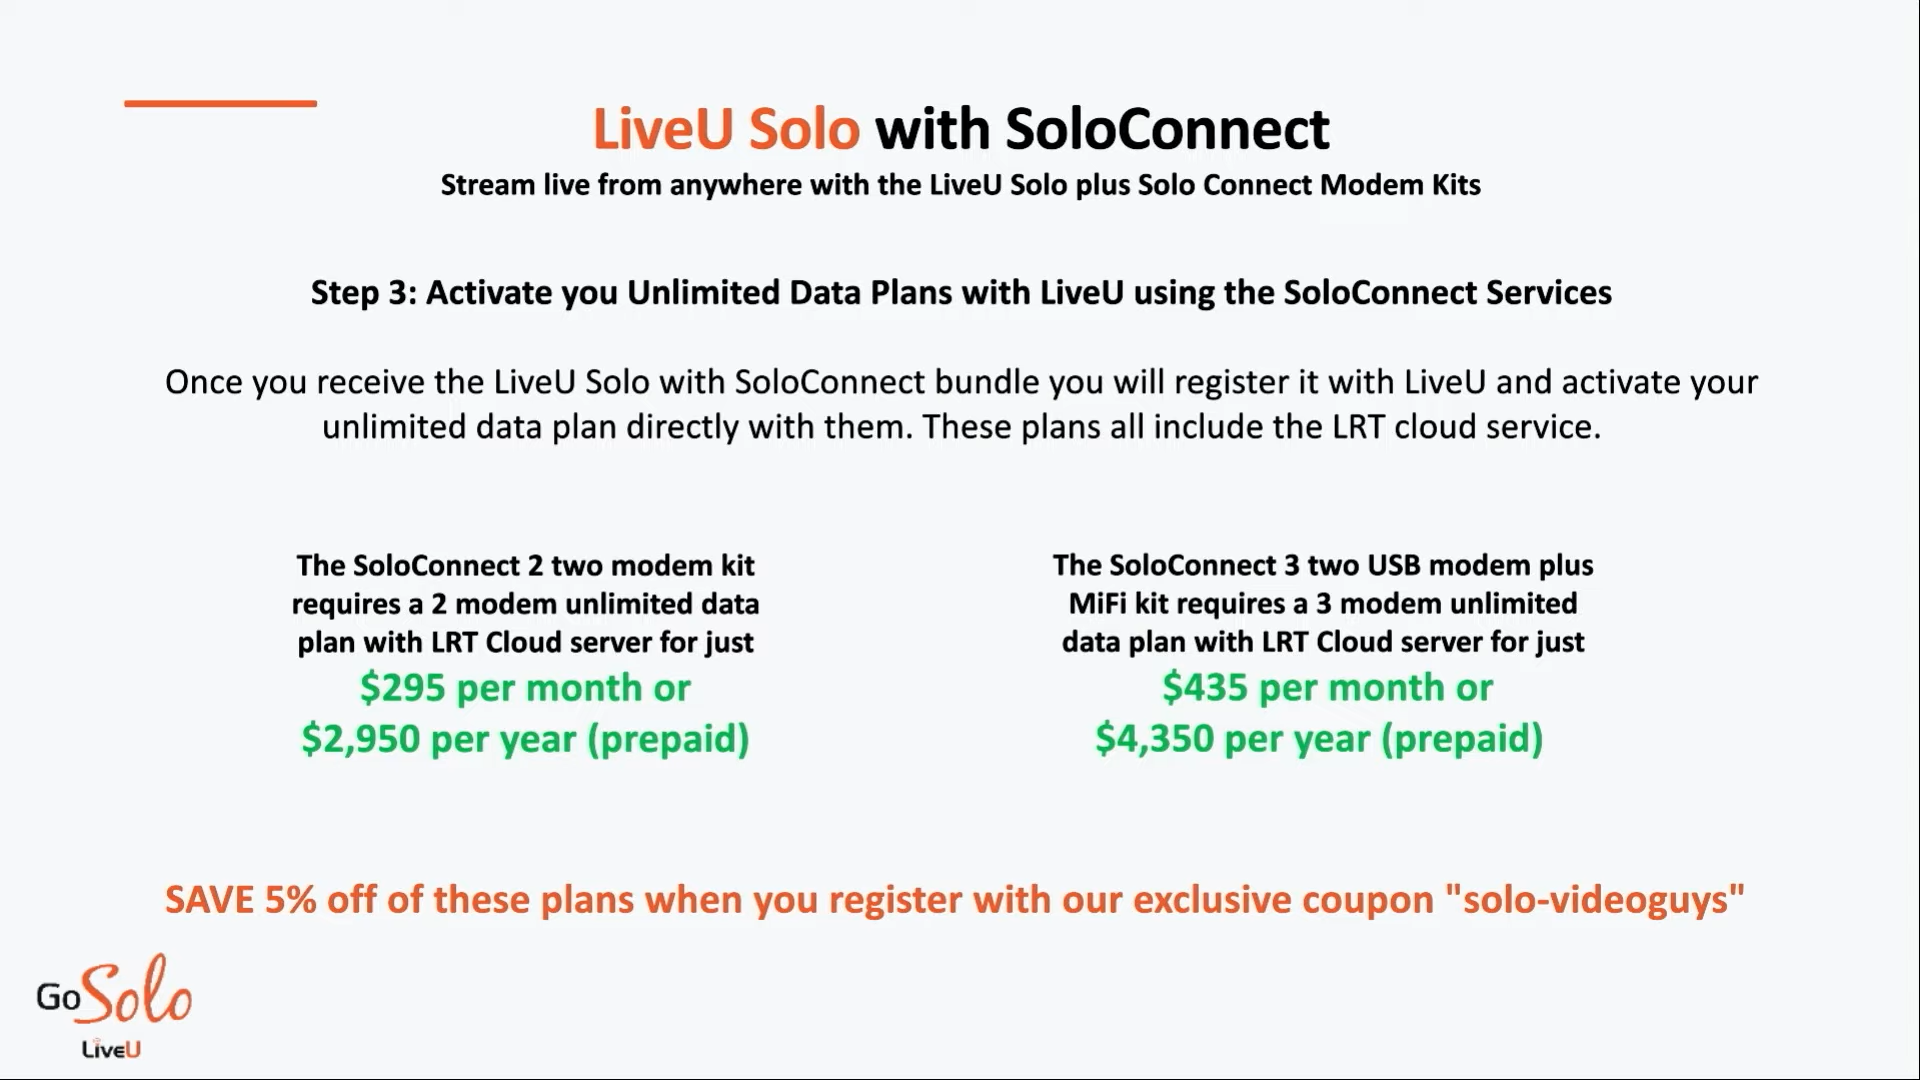 LiveU Solo with SoloConnect
Stream live from anywhere with the LiveU Solo plus Solo Connect Modem Kits
Step 3: Activate you Unlimited Data Plans with LiveU using the SoloConnect Services
Once you receive the LiveU Solo with SoloConnect bundle you will register it with LiveU and activate your
unlimited data plan directly with them. These plans all include the LRT cloud service.
The SoloConnect 2 two modem kit
requires a 2 modem unlimited data
plan with LRT Cloud server for just
$295 per month or
$2,950 per year (prepaid)
The SoloConnect 3 two USB modem plus
MiFi kit requires a 3 modem unlimited
data plan with LRT Cloud server for just
$435 per month or
$4,350 per year (prepaid)
SAVE 5% off of these plans when you register with our exclusive coupon "solo-videoguys"
Go Solo
LiveU